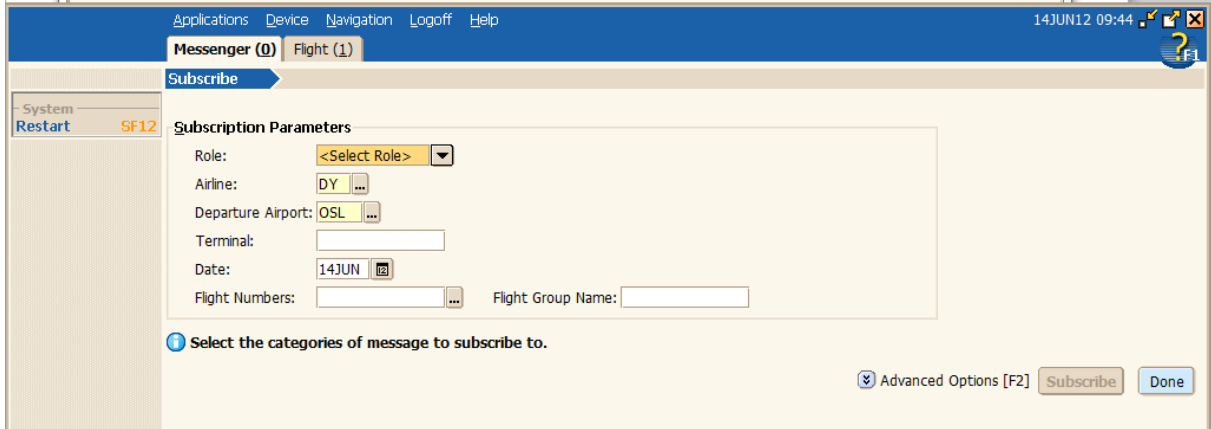 Applications Device Navigation Logoff Help 14JUN12 09:44
Messenger (0) Flight (1) ? F1
Subscribe
System
Restart SF12
Subscription Parameters
Role: <Select Role>
Airline: DY ...
Departure Airport: OSL ...
Terminal:
Date: 14JUN 12
Flight Numbers: ... Flight Group Name:
i Select the categories of message to subscribe to.
Advanced Options [F2] Subscribe Done